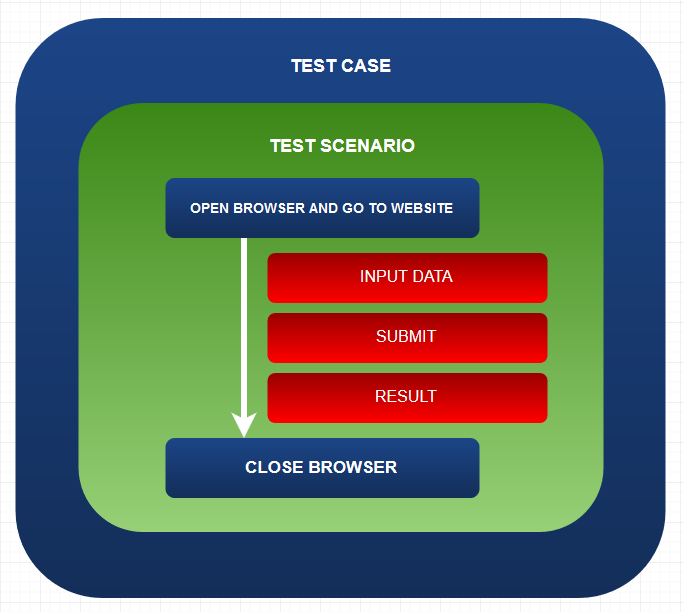 TEST CASE
TEST SCENARIO
OPEN BROWSER AND GO TO WEBSITE
INPUT DATA
SUBMIT
RESULT
CLOSE BROWSER